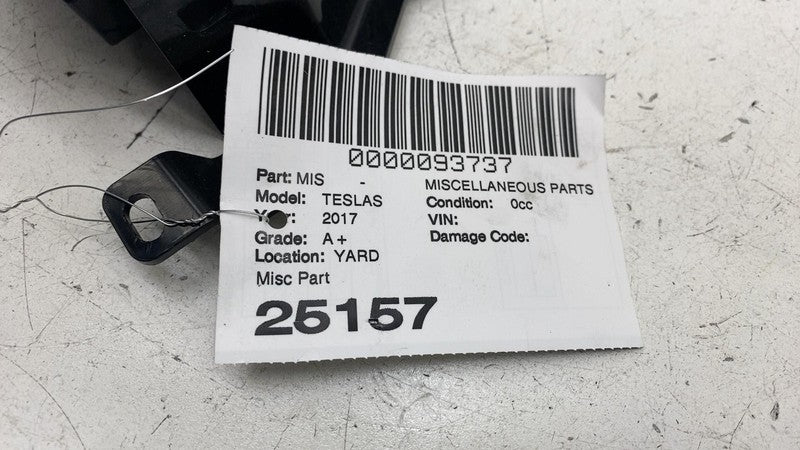 0000093737
Part: MIS - MISCELLANEOUS PARTS
Model: TESLAS Condition: 0cc
Year: 2017 VIN:
Grade: A+ Damage Code:
Location: YARD
Misc Part
25157